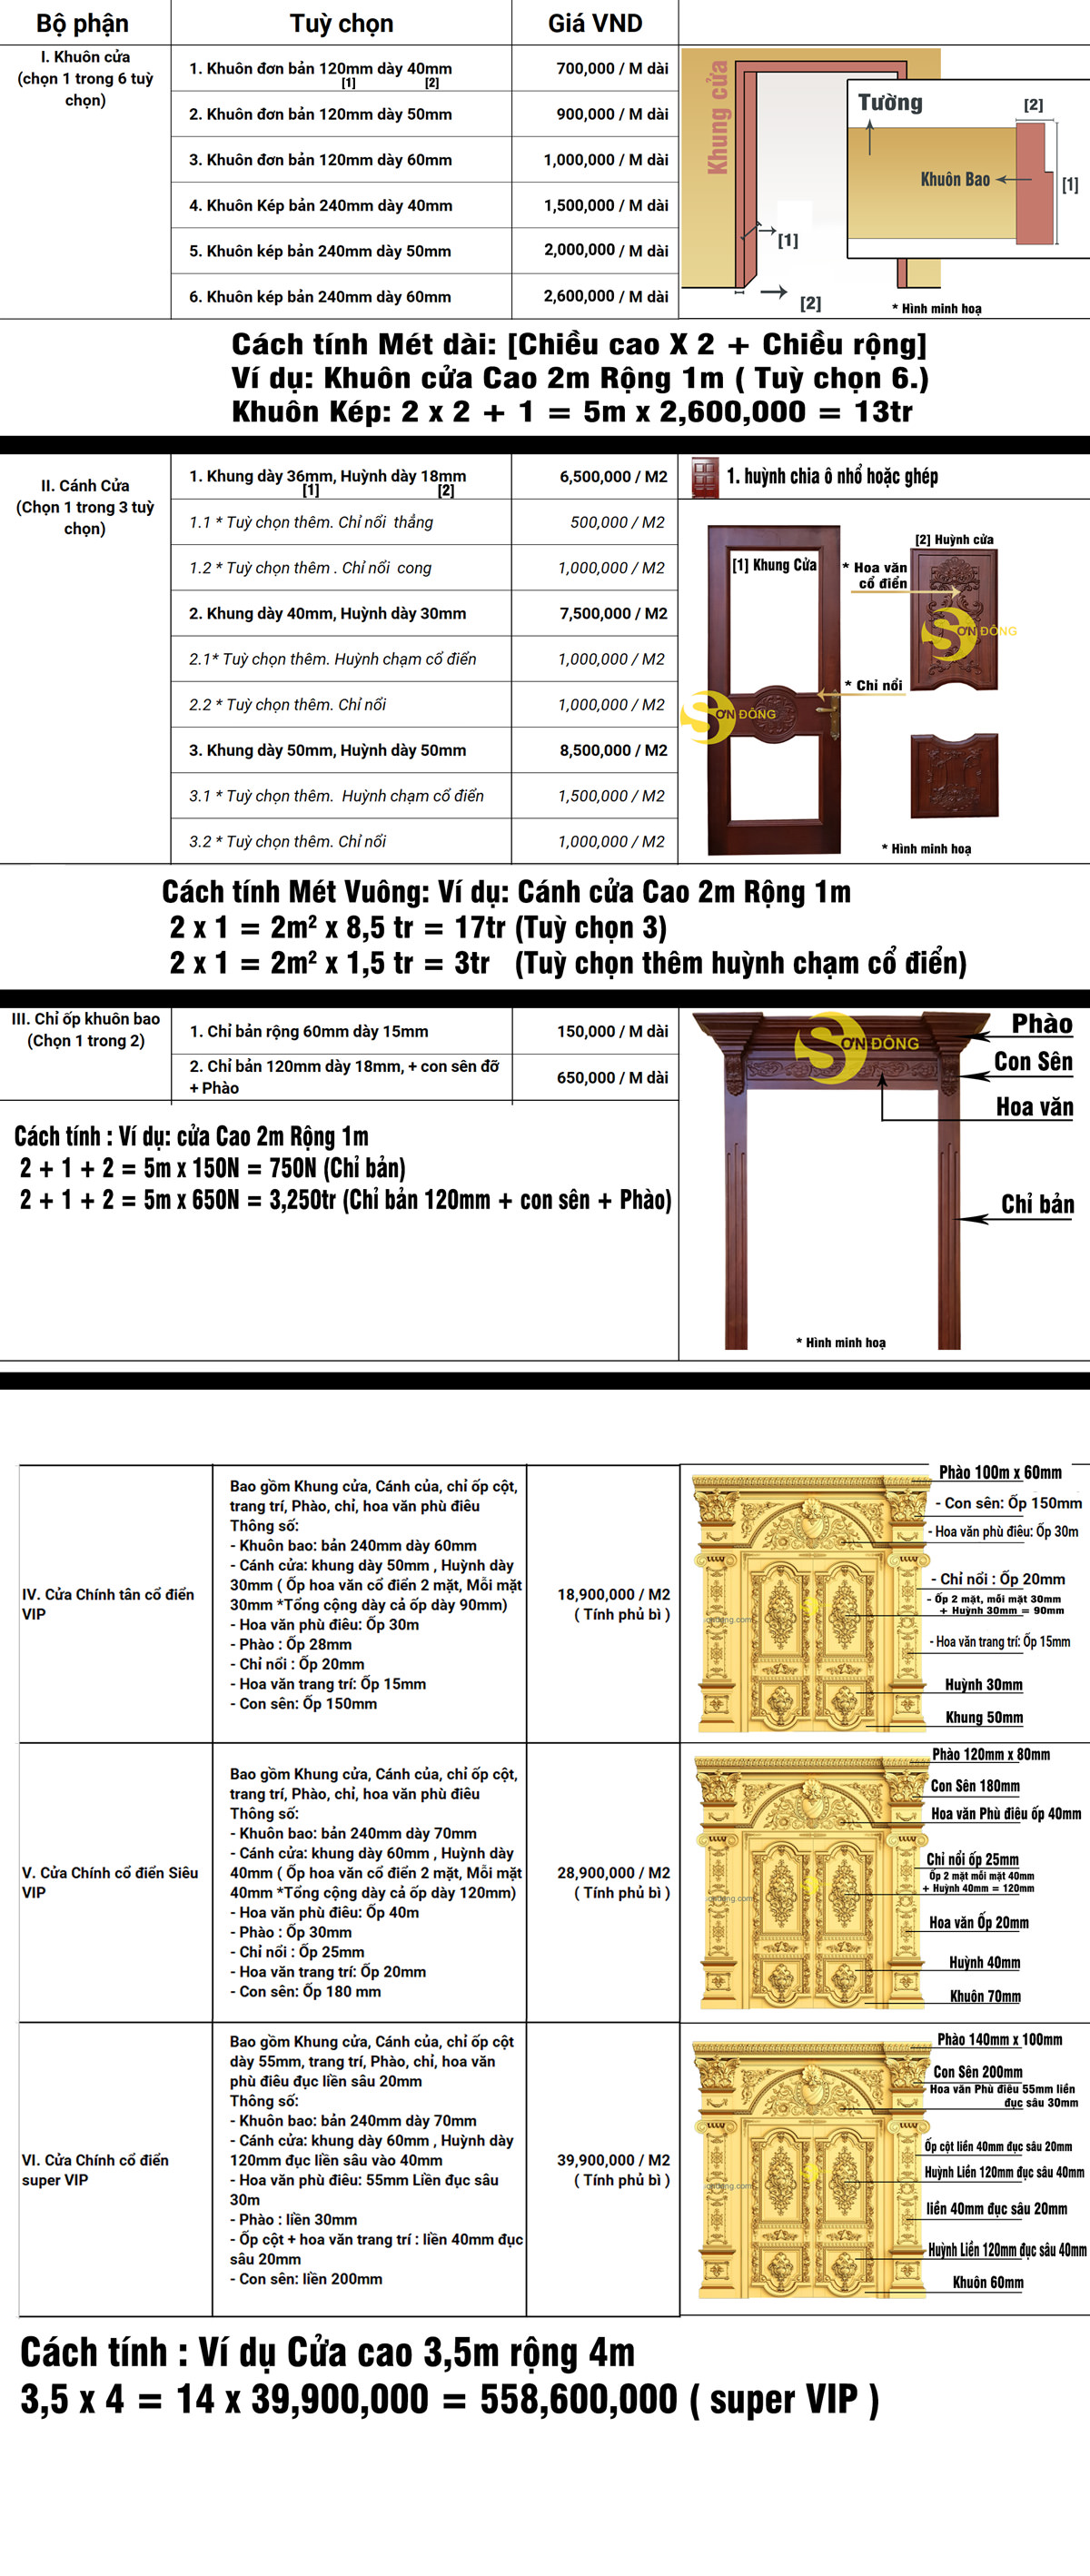 Bộ phận
Tuỳ chọn
Giá VND
I. Khuôn cửa
(chọn 1 trong 6 tuỳ
chọn)
1. Khuôn đơn bản 120mm dày 40mm
700,000 / M dài
[1]
[2]
2. Khuôn đơn bản 120mm dày 50mm
900,000 / M dài
3. Khuôn đơn bản 120mm dày 60mm
1,000,000 / M dài
4. Khuôn Kép bản 240mm dày 40mm
1,500,000 / M dài
5. Khuôn kép bản 240mm dày 50mm
2,000,000 / M dài
6. Khuôn kép bản 240mm dày 60mm
2,600,000 / M dài
Khung cửa
Tường
[2]
Khuôn Bao
[1]
[1]
[2]
* Hình minh hoạ
Cách tính Mét dài: [Chiều cao X 2 + Chiều rộng]
Ví dụ: Khuôn cửa Cao 2m Rộng 1m ( Tuỳ chọn 6.)
Khuôn Kép: 2 x 2 + 1 = 5m x 2,600,000 = 13tr
II. Cánh Cửa
(Chọn 1 trong 3 tuỳ
chọn)
1. Khung dày 36mm, Huỳnh dày 18mm
6,500,000 / M2
[1]
[2]
1.1 * Tuỳ chọn thêm. Chỉ nổi thẳng
500,000 / M2
1.2 * Tuỳ chọn thêm . Chỉ nổi cong
1,000,000 / M2
2. Khung dày 40mm, Huỳnh dày 30mm
7,500,000 / M2
2.1* Tuỳ chọn thêm. Huỳnh chạm cổ điển
1,000,000 / M2
2.2 * Tuỳ chọn thêm. Chỉ nổi
1,000,000 / M2
3. Khung dày 50mm, Huỳnh dày 50mm
8,500,000 / M2
3.1 * Tuỳ chọn thêm. Huỳnh chạm cổ điển
1,500,000 / M2
3.2 * Tuỳ chọn thêm. Chỉ nổi
1,000,000 / M2
1. huỳnh chia ô nhỏ hoặc ghép
[2] Huỳnh cửa
[1] Khung Cửa
* Hoa văn
cổ điển
SƠN ĐÔNG
* Chỉ nổi
SƠN ĐÔNG
* Hình minh hoạ
Cách tính Mét Vuông: Ví dụ: Cánh cửa Cao 2m Rộng 1m
2 x 1 = 2m² x 8,5 tr = 17tr (Tuỳ chọn 3)
2 x 1 = 2m² x 1,5 tr = 3tr (Tuỳ chọn thêm huỳnh chạm cổ điển)
III. Chỉ ốp khuôn bao
(Chọn 1 trong 2)
1. Chỉ bản rộng 60mm dày 15mm
150,000 / M dài
2. Chỉ bản 120mm dày 18mm, + con sên đỡ
+ Phào
650,000 / M dài
Cách tính : Ví dụ: cửa Cao 2m Rộng 1m
2 + 1 + 2 = 5m x 150N = 750N (Chỉ bản)
2 + 1 + 2 = 5m x 650N = 3,250tr (Chỉ bản 120mm + con sên + Phào)
SƠN ĐÔNG
Phào
Con Sên
Hoa văn
Chỉ bản
* Hình minh hoạ
IV. Cửa Chính tân cổ điển
VIP
Bao gồm Khung cửa, Cánh của, chỉ ốp cột,
trang trí, Phào, chỉ, hoa văn phù điêu
Thông số:
- Khuôn bao: bản 240mm dày 60mm
- Cánh cửa: khung dày 50mm , Huỳnh dày
30mm ( Ốp hoa văn cổ điển 2 mặt, Mỗi mặt
30mm *Tổng cộng dày cả ốp dày 90mm)
- Hoa văn phù điêu: Ốp 30m
- Phào : Ốp 28mm
- Chỉ nổi : Ốp 20mm
- Hoa văn trang trí: Ốp 15mm
- Con sên: Ốp 150mm
18,900,000 / M2
( Tính phủ bì )
Phào 100m x 60mm
- Con sên: Ốp 150mm
- Hoa văn phù điêu: Ốp 30m
- Chỉ nổi : Ốp 20mm
- Ốp 2 mặt, mỗi mặt 30mm
+ Huỳnh 30mm = 90mm
- Hoa văn trang trí: Ốp 15mm
Huỳnh 30mm
Khung 50mm
V. Cửa Chính cổ điển Siêu
VIP
Bao gồm Khung cửa, Cánh của, chỉ ốp cột,
trang trí, Phào, chỉ, hoa văn phù điêu
Thông số:
- Khuôn bao: bản 240mm dày 70mm
- Cánh cửa: khung dày 60mm , Huỳnh dày
40mm ( Ốp hoa văn cổ điển 2 mặt, Mỗi mặt
40mm *Tổng cộng dày cả ốp dày 120mm)
- Hoa văn phù điêu: Ốp 40m
- Phào : Ốp 30mm
- Chỉ nổi : Ốp 25mm
- Hoa văn trang trí: Ốp 20mm
- Con sên: Ốp 180 mm
28,900,000 / M2
( Tính phủ bì )
Phào 120mm x 80mm
Con Sên 180mm
Hoa văn Phù điêu ốp 40mm
Chỉ nổi ốp 25mm
Ốp 2 mặt mỗi mặt 40mm
+ Huỳnh 40mm = 120mm
Hoa văn Ốp 20mm
Huỳnh 40mm
Khuôn 70mm
VI. Cửa Chính cổ điển
super VIP
Bao gồm Khung cửa, Cánh của, chỉ ốp cột
dày 55mm, trang trí, Phào, chỉ, hoa văn
phù điêu đục liền sâu 20mm
Thông số:
- Khuôn bao: bản 240mm dày 70mm
- Cánh cửa: khung dày 60mm , Huỳnh dày
120mm đục liền sâu vào 40mm
- Hoa văn phù điêu: 55mm Liền đục sâu
30m
- Phào : liền 30mm
- Ốp cột + hoa văn trang trí : liền 40mm đục
sâu 20mm
- Con sên: liền 200mm
39,900,000 / M2
( Tính phủ bì )
Phào 140mm x 100mm
Con Sên 200mm
Hoa văn Phù điêu 55mm liền
đục sâu 30mm
Ốp cột liền 40mm đục sâu 20mm
Huỳnh Liền 120mm đục sâu 40mm
liền 40mm đục sâu 20mm
Huỳnh Liền 120mm đục sâu 40mm
Khuôn 60mm
Cách tính : Ví dụ Cửa cao 3,5m rộng 4m
3,5 x 4 = 14 x 39,900,000 = 558,600,000 ( super VIP )